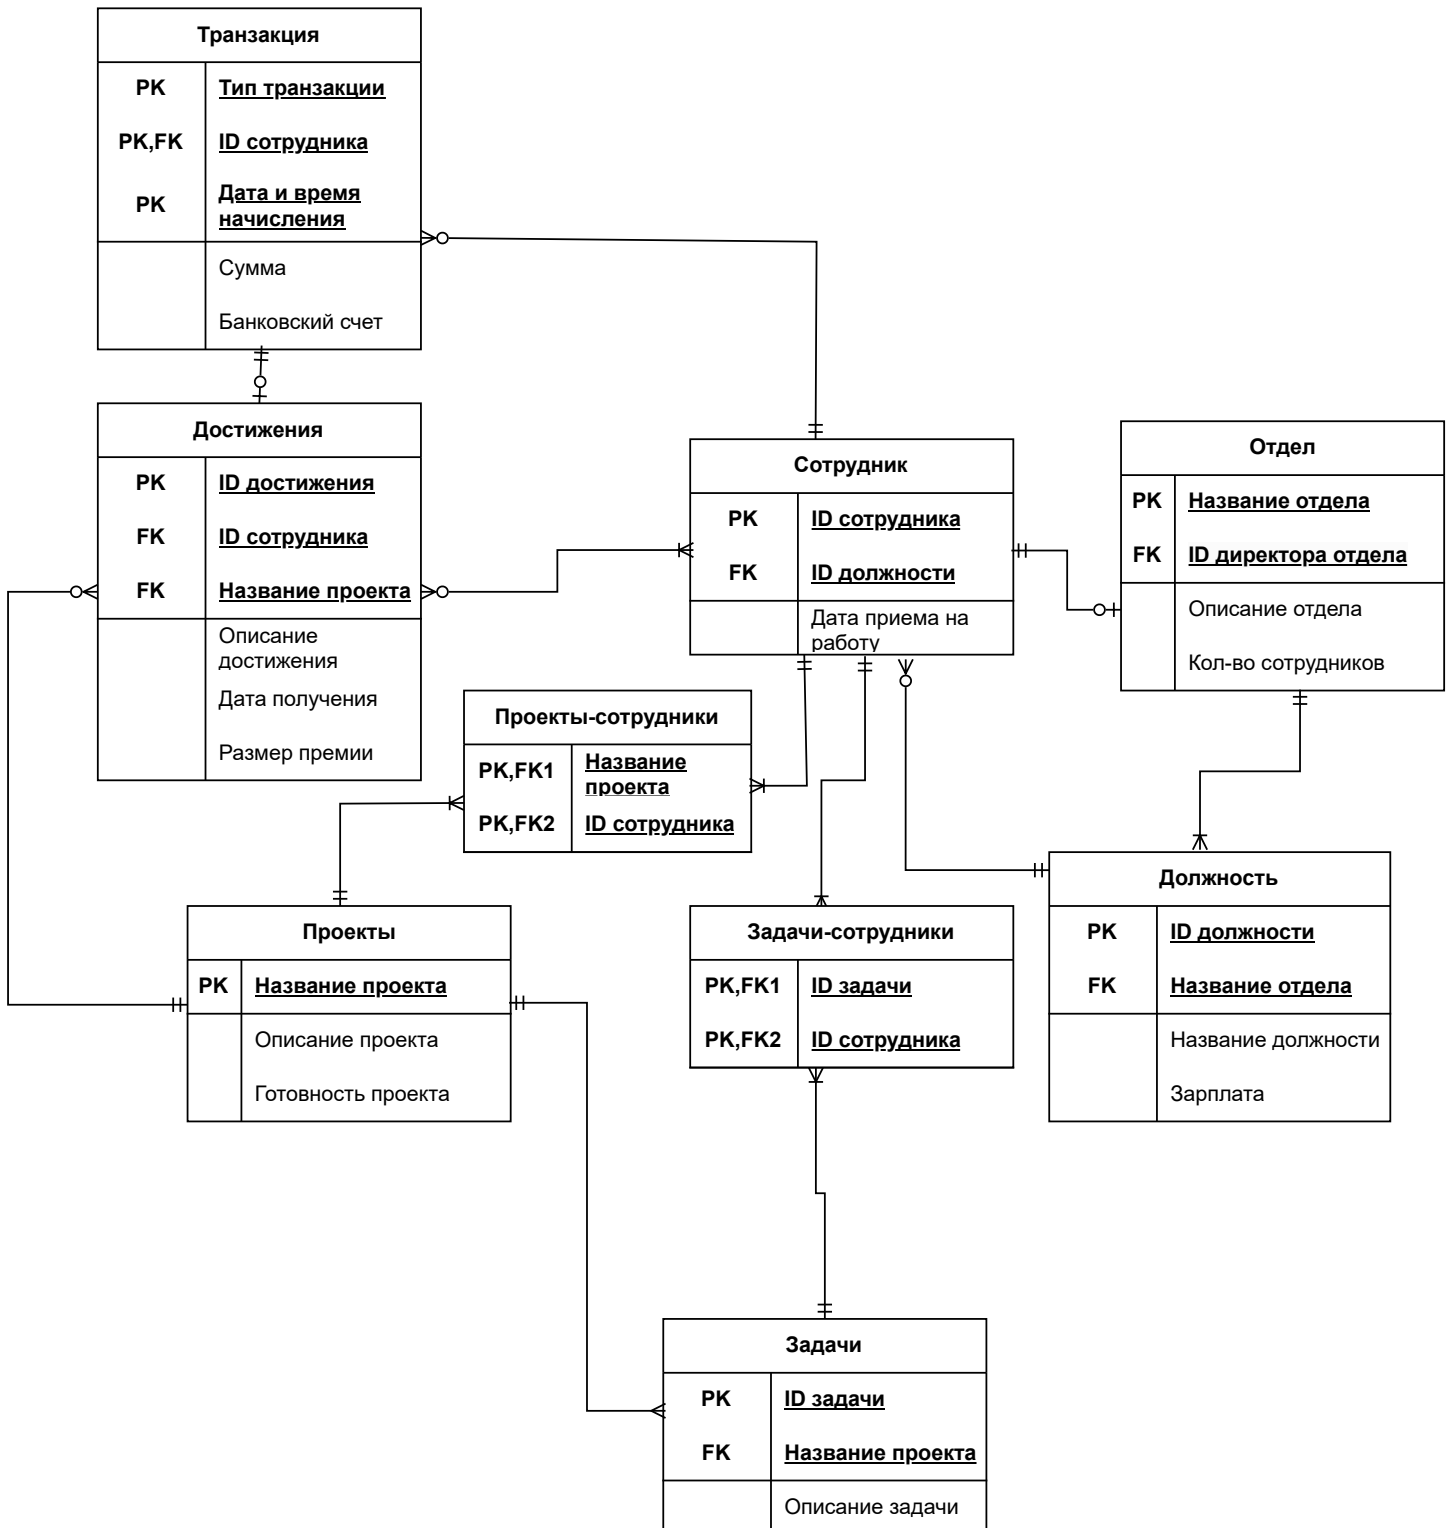 Транзакция
PK Тип транзакции
PK,FK ID сотрудника
PK Дата и время
начисления
Сумма
Банковский счет
Достижения
PK ID достижения
FK ID сотрудника
FK Название проекта
Описание
достижения
Дата получения
Размер премии
Сотрудник
PK ID сотрудника
FK ID должности
Дата приема на
работу
Отдел
PK Название отдела
FK ID директора отдела
Описание отдела
Кол-во сотрудников
Проекты-сотрудники
PK,FK1 Название
проекта
PK,FK2 ID сотрудника
Проекты
PK Название проекта
Описание проекта
Готовность проекта
Задачи-сотрудники
PK,FK1 ID задачи
PK,FK2 ID сотрудника
Должность
PK ID должности
FK Название отдела
Название должности
Зарплата
Задачи
PK ID задачи
FK Название проекта
Описание задачи